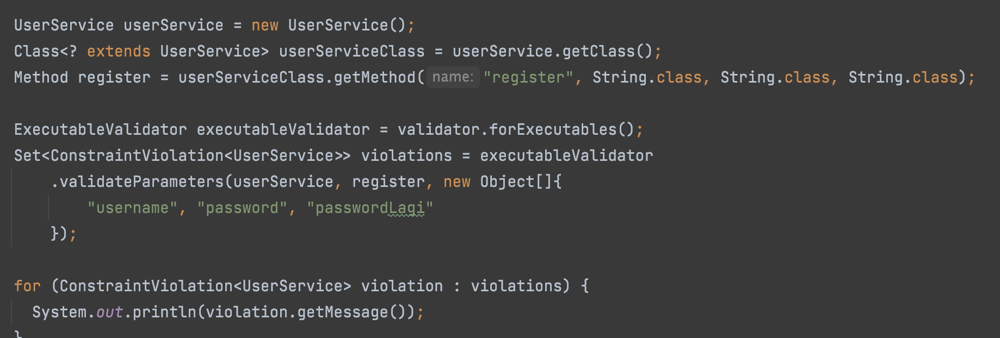 UserService userService = new UserService();
Class<? extends UserService> userServiceClass = userService.getClass();
Method register = userServiceClass.getMethod( name: "register", String.class, String.class, String.class);
ExecutableValidator executableValidator = validator.forExecutables();
Set<ConstraintViolation<UserService>> violations = executableValidator
.validateParameters(userService, register, new Object[]{
"username", "password", "passwordLagi"
});
for (ConstraintViolation<UserService> violation : violations) {
System.out.println(violation.getMessage());
}